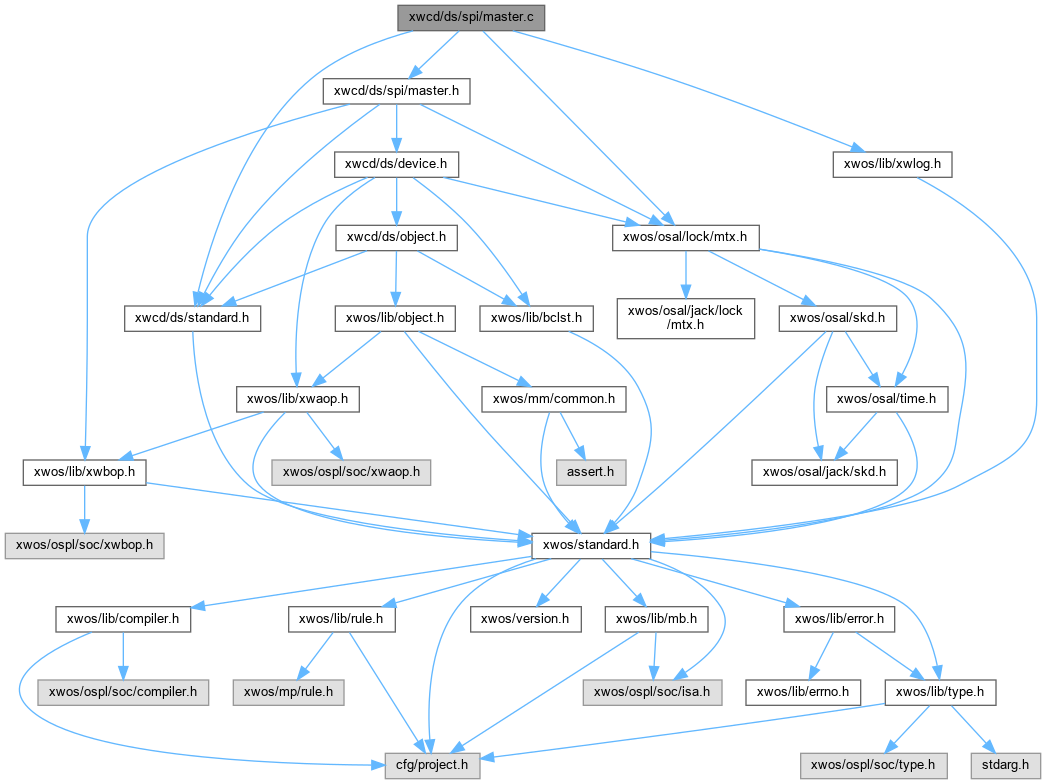 xwcd/ds/spi/master.c
xwcd/ds/spi/master.h
xwcd/ds/device.h
xwos/lib/xwlog.h
xwcd/ds/object.h
xwos/osal/lock/mtx.h
xwcd/ds/standard.h
xwos/lib/object.h
xwos/lib/bclst.h
xwos/osal/jack/lock
/mtx.h
xwos/osal/skd.h
xwos/lib/xwaop.h
xwos/mm/common.h
xwos/osal/time.h
xwos/lib/xwbop.h
xwos/ospl/soc/xwaop.h
assert.h
xwos/osal/jack/skd.h
xwos/ospl/soc/xwbop.h
xwos/standard.h
xwos/lib/compiler.h
xwos/lib/rule.h
xwos/version.h
xwos/lib/mb.h
xwos/lib/error.h
xwos/ospl/soc/compiler.h
xwos/mp/rule.h
xwos/ospl/soc/isa.h
xwos/lib/errno.h
xwos/lib/type.h
cfg/project.h
xwos/ospl/soc/type.h
stdarg.h